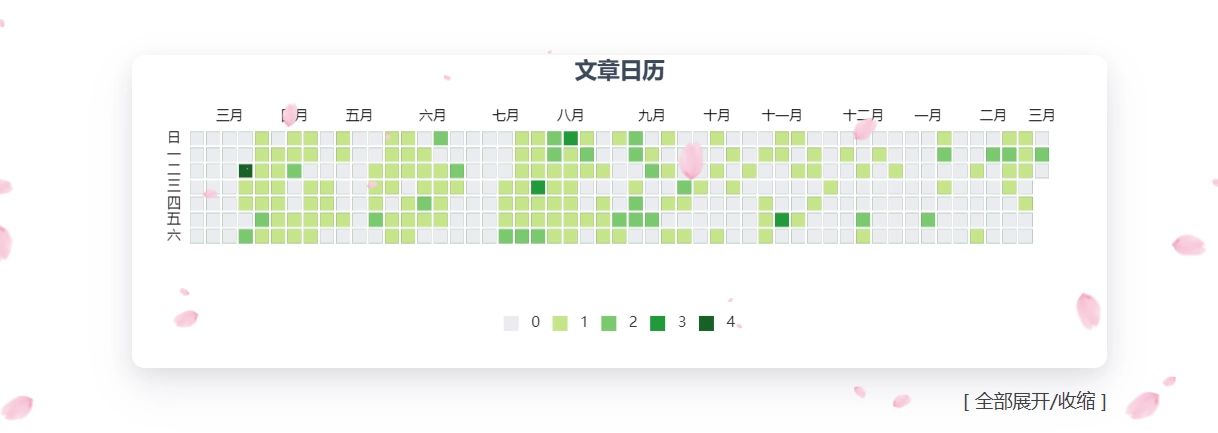 文章日历
三月 四月 五月 六月 七月 八月 九月 十月 十一月 十二月 一月 二月 三月
日
一
二
三
四
五
六
0 1 2 3 4
[ 全部展开/收缩 ]